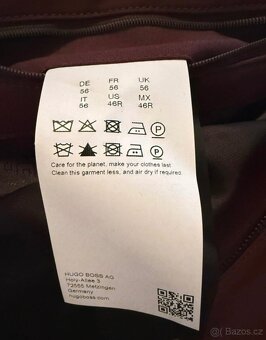 DE FR UK
56 56 56
IT US MX
56 46R 46R
Care for the planet, make your clothes last
Clean this garment less, and air dry if required.
HUGO BOSS AG
Holy-Allee 3
72555 Metzingen
Germany
hugoboss.com
sbazar.cz